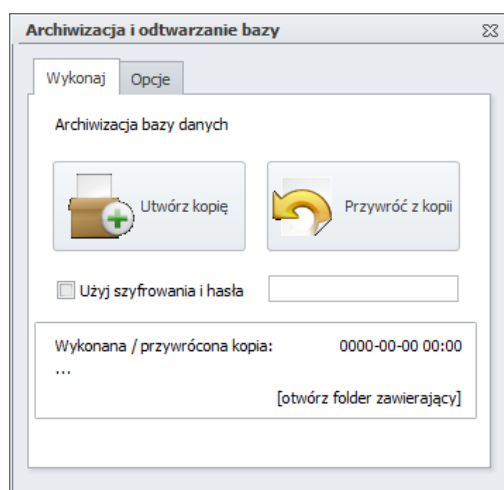 Archiwizacja i odtwarzanie bazy
Wykonaj Opcje
Archiwizacja bazy danych
Utwórz kopię Przywróć z kopii
Użyj szyfrowania i hasła
Wykonana / przywrócona kopia: 0000-00-00 00:00
...
[otwórz folder zawierający]